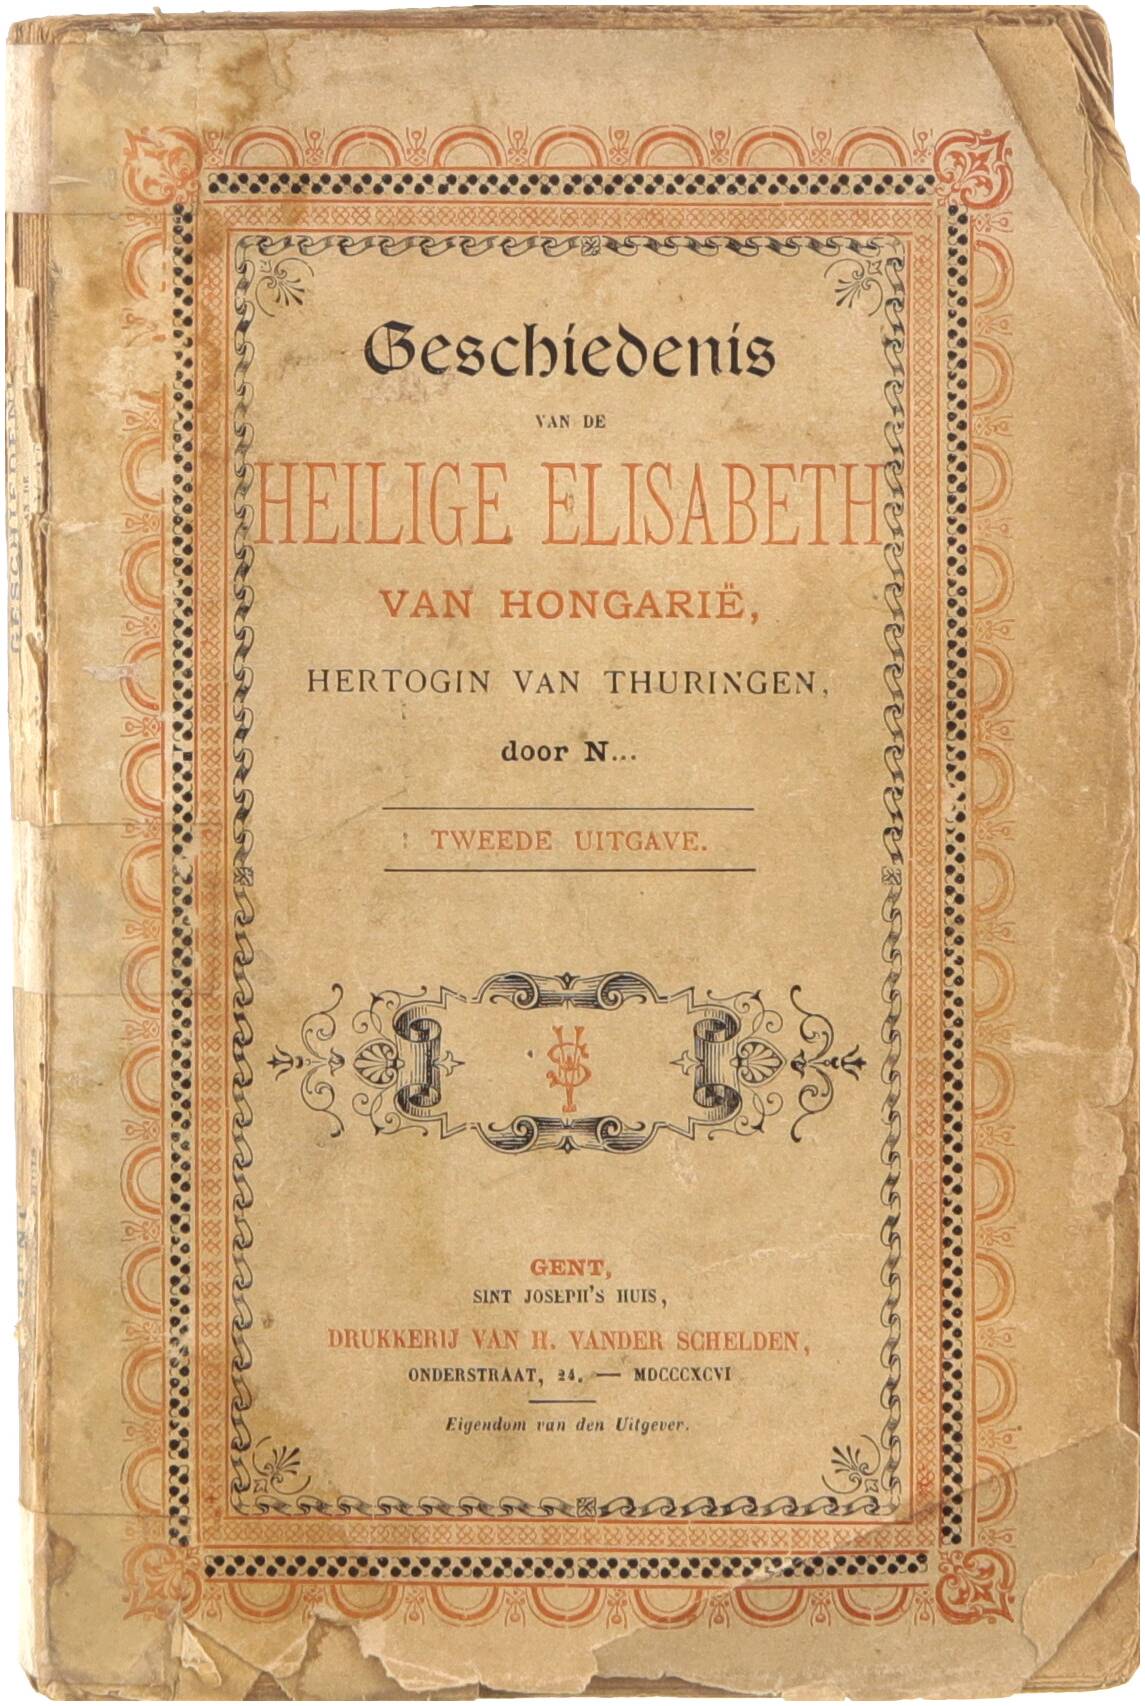 Geschiedenis
VAN DE
HEILIGE ELISABETH
VAN HONGARIË,
HERTOGIN VAN THURINGEN,
door N...
TWEEDE UITGAVE.
GENT,
SINT JOSEPH'S HUIS,
DRUKKERIJ VAN H. VANDER SCHELDEN,
ONDERSTRAAT, 24. — MDCCCXCVI
Eigendom van den Uitgever.